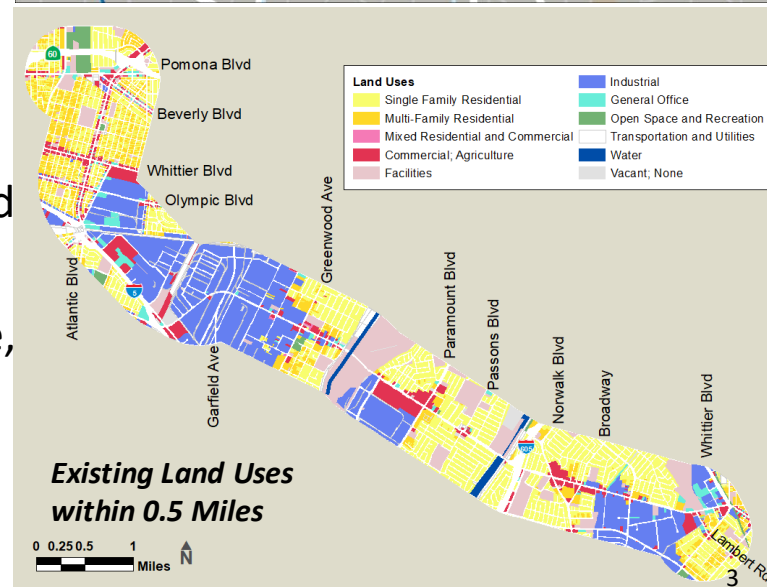 60
Pomona Blvd
Beverly Blvd
Whittier Blvd
Olympic Blvd
Land Uses
Single Family Residential
Multi-Family Residential
Mixed Residential and Commercial
Commercial; Agriculture
Facilities
Industrial
General Office
Open Space and Recreation
Transportation and Utilities
Water
Vacant; None
d
e,
Atlantic Blvd
5
Garfield Ave
Greenwood Ave
Paramount Blvd
Passons Blvd
605
Norwalk Blvd
Broadway
Whittier Blvd
Lambert Rd
Existing Land Uses
within 0.5 Miles
0 0.25 0.5 1
Miles
N
3